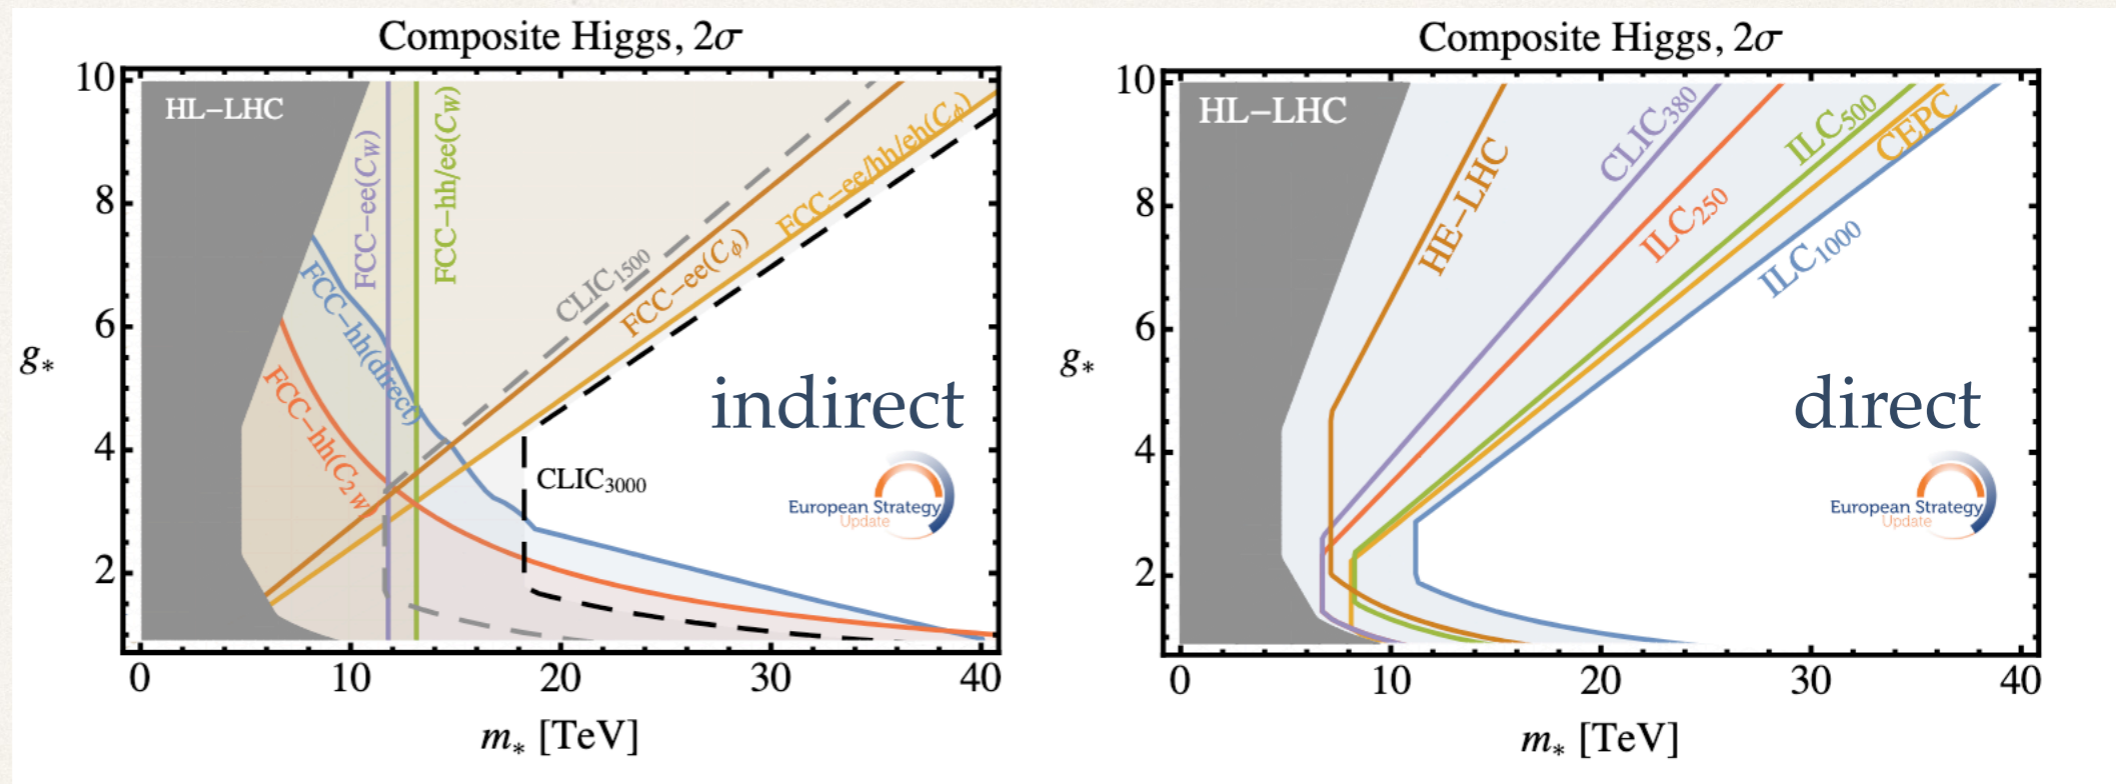 Composite Higgs, 2σ
10
8
6
4
2
g*
0
10
20
30
40
m* [TeV]
HL−LHC
FCC−ee(CW)
FCC−hh/ee(CW)
FCC−hh(direct)
FCC−hh(C2W)
CLIC1500
FCC−ee(Cϕ)
FCC−ee/hh/eh(Cϕ)
CLIC3000
indirect
European Strategy
Update
Composite Higgs, 2σ
10
8
6
4
2
g*
0
10
20
30
40
m* [TeV]
HL−LHC
HE−LHC
CLIC380
ILC250
ILC500
CEPC
ILC1000
direct
European Strategy
Update